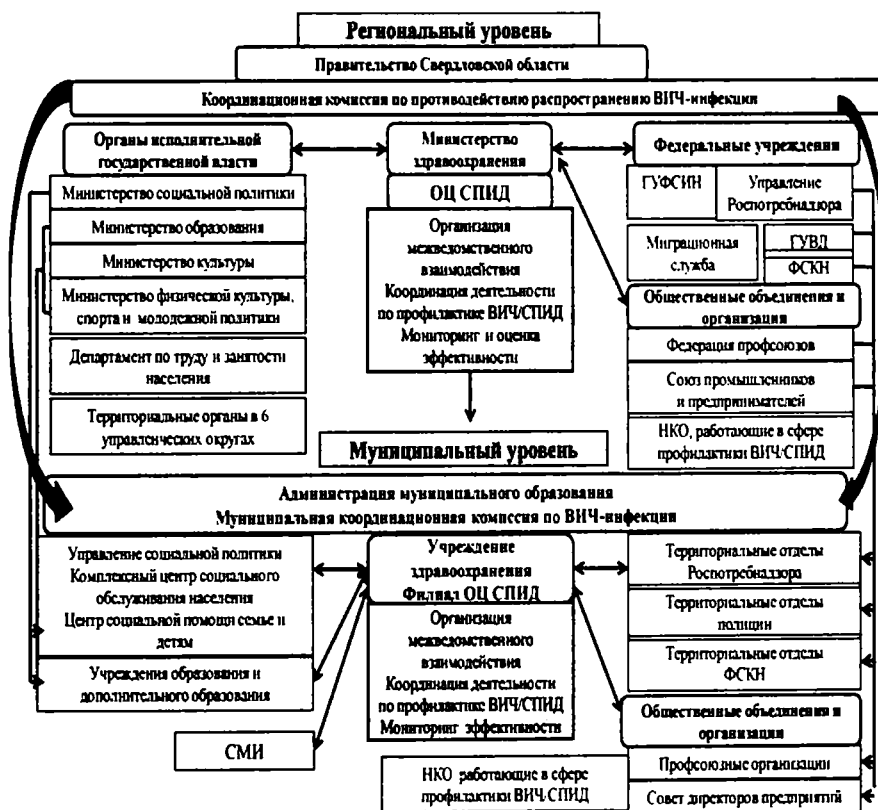 Региональный уровень
Правительство Свердловской области
Координационная комиссия по противодействию распространению ВИЧ-инфекции
Органы исполнительной
государственной власти
Министерство социальной политики
Министерство образования
Министерство культуры
Министерство физической культуры,
спорта и молодежной политики
Департамент по труду и занятости
населения
Территориальные органы в 6
управленческих округах
Министерство
здравоохранения
ОЦ СПИД
Организация
межведомственного
взаимодействия
Координация деятельности
по профилактике ВИЧ/СПИД
Мониторинг и оценка
эффективности
Федеральные учреждения
ГУФСИН
Управление
Роспотребнадзора
Миграционная
служба
ГУВД
ФСКН
Общественные объединения и
организации
Федерация профсоюзов
Союз промышленников
и предпринимателей
НКО, работающие в сфере
профилактики ВИЧ/СПИД
Муниципальный уровень
Администрация муниципального образования
Муниципальная координационная комиссия по ВИЧ-инфекции
Управление социальной политики
Комплексный центр социального
обслуживания населения
Центр социальной помощи семье и
детям
Учреждения образования и
дополнительного образования
СМИ
Учреждение
здравоохранения
Филиал ОЦ СПИД
Организация
межведомственного
взаимодействия
Координация деятельности
по профилактике ВИЧ/СПИД
Мониторинг эффективности
НКО работающие в сфере
профилактики ВИЧ/СПИД
Территориальные отделы
Роспотребнадзора
Территориальные отделы
полиции
Территориальные отделы
ФСКН
Общественные объединения и
организации
Профсоюзные организации
Совет директоров предприятий